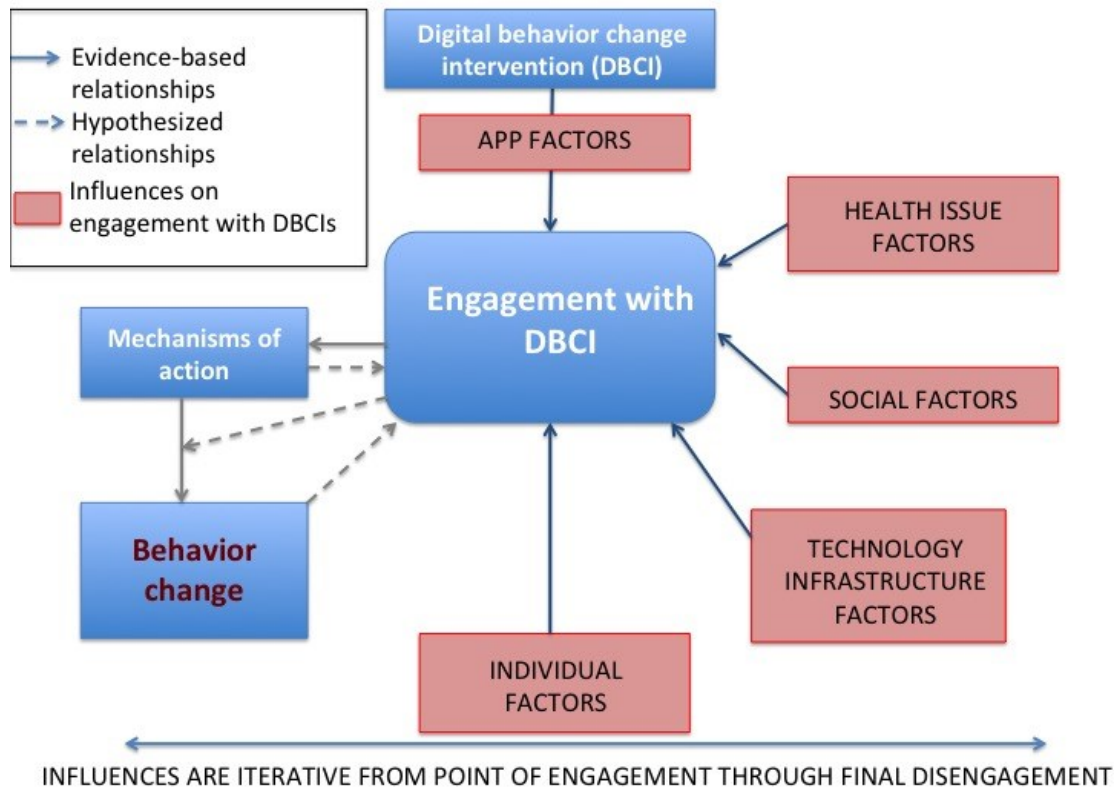 Evidence-based
relationships
Hypothesized
relationships
Influences on
engagement with DBCIs
Digital behavior change
intervention (DBCI)
APP FACTORS
HEALTH ISSUE
FACTORS
Engagement with
DBCI
Mechanisms of
action
SOCIAL FACTORS
Behavior
change
TECHNOLOGY
INFRASTRUCTURE
FACTORS
INDIVIDUAL
FACTORS
INFLUENCES ARE ITERATIVE FROM POINT OF ENGAGEMENT THROUGH FINAL DISENGAGEMENT